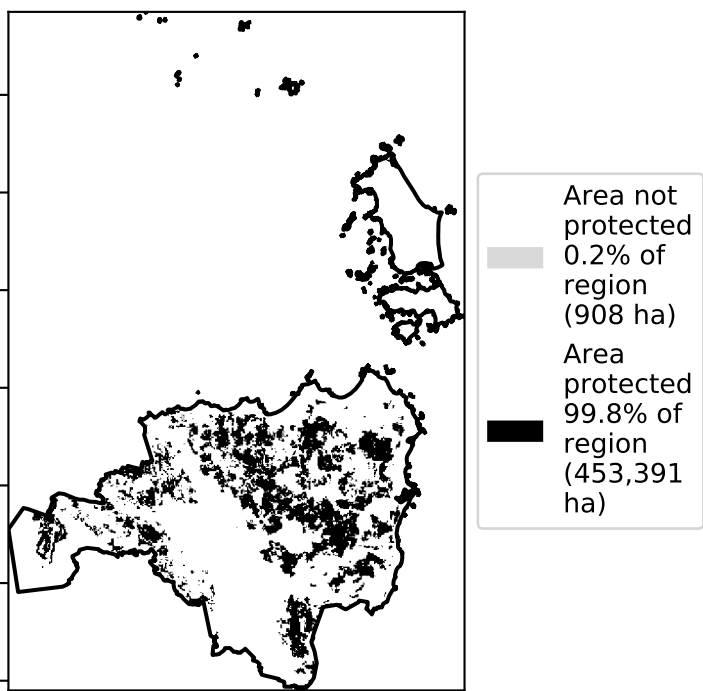 Area not
protected
0.2% of
region
(908 ha)
Area
protected
99.8% of
region
(453,391
ha)